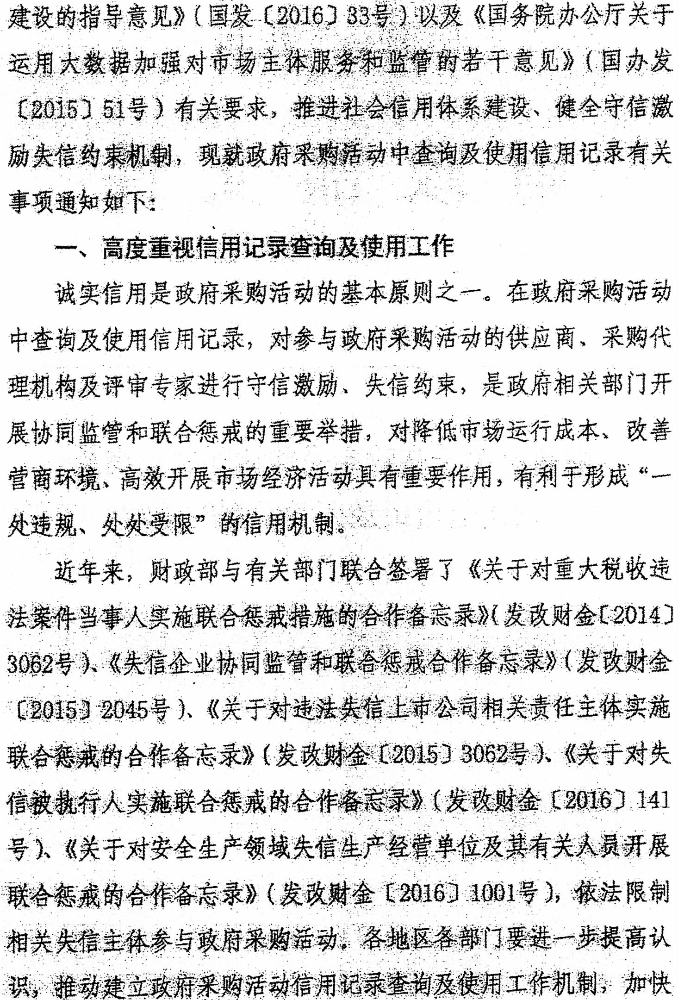 建设的指导意见》（国发〔2016〕33号）以及《国务院办公厅关于
运用大数据加强对市场主体服务和监管的若干意见》（国办发
〔2015〕51号）有关要求，推进社会信用体系建设、健全守信激
励失信约束机制，现就政府采购活动中查询及使用信用记录有关
事项通知如下：
一、高度重视信用记录查询及使用工作
诚实信用是政府采购活动的基本原则之一。在政府采购活动
中查询及使用信用记录，对参与政府采购活动的供应商、采购代
理机构及评审专家进行守信激励、失信约束，是政府相关部门开
展协同监管和联合惩戒的重要举措，对降低市场运行成本、改善
营商环境、高效开展市场经济活动具有重要作用，有利于形成“一
处违规、处处受限”的信用机制。
近年来，财政部与有关部门联合签署了《关于对重大税收违
法案件当事人实施联合惩戒措施的合作备忘录》（发改财金〔2014〕
3062号）、《失信企业协同监管和联合惩戒合作备忘录》（发改财金
〔2015〕2045号）、《关于对违法失信上市公司相关责任主体实施
联合惩戒的合作备忘录》（发改财金〔2015〕3062号）、《关于对失
信被执行人实施联合惩戒的合作备忘录》（发改财金〔2016〕141
号）、《关于对安全生产领域失信生产经营单位及其有关人员开展
联合惩戒的合作备忘录》（发改财金〔2016〕1001号），依法限制
相关失信主体参与政府采购活动。各地区各部门要进一步提高认
识，推动建立政府采购活动信用记录查询及使用工作机制，加快